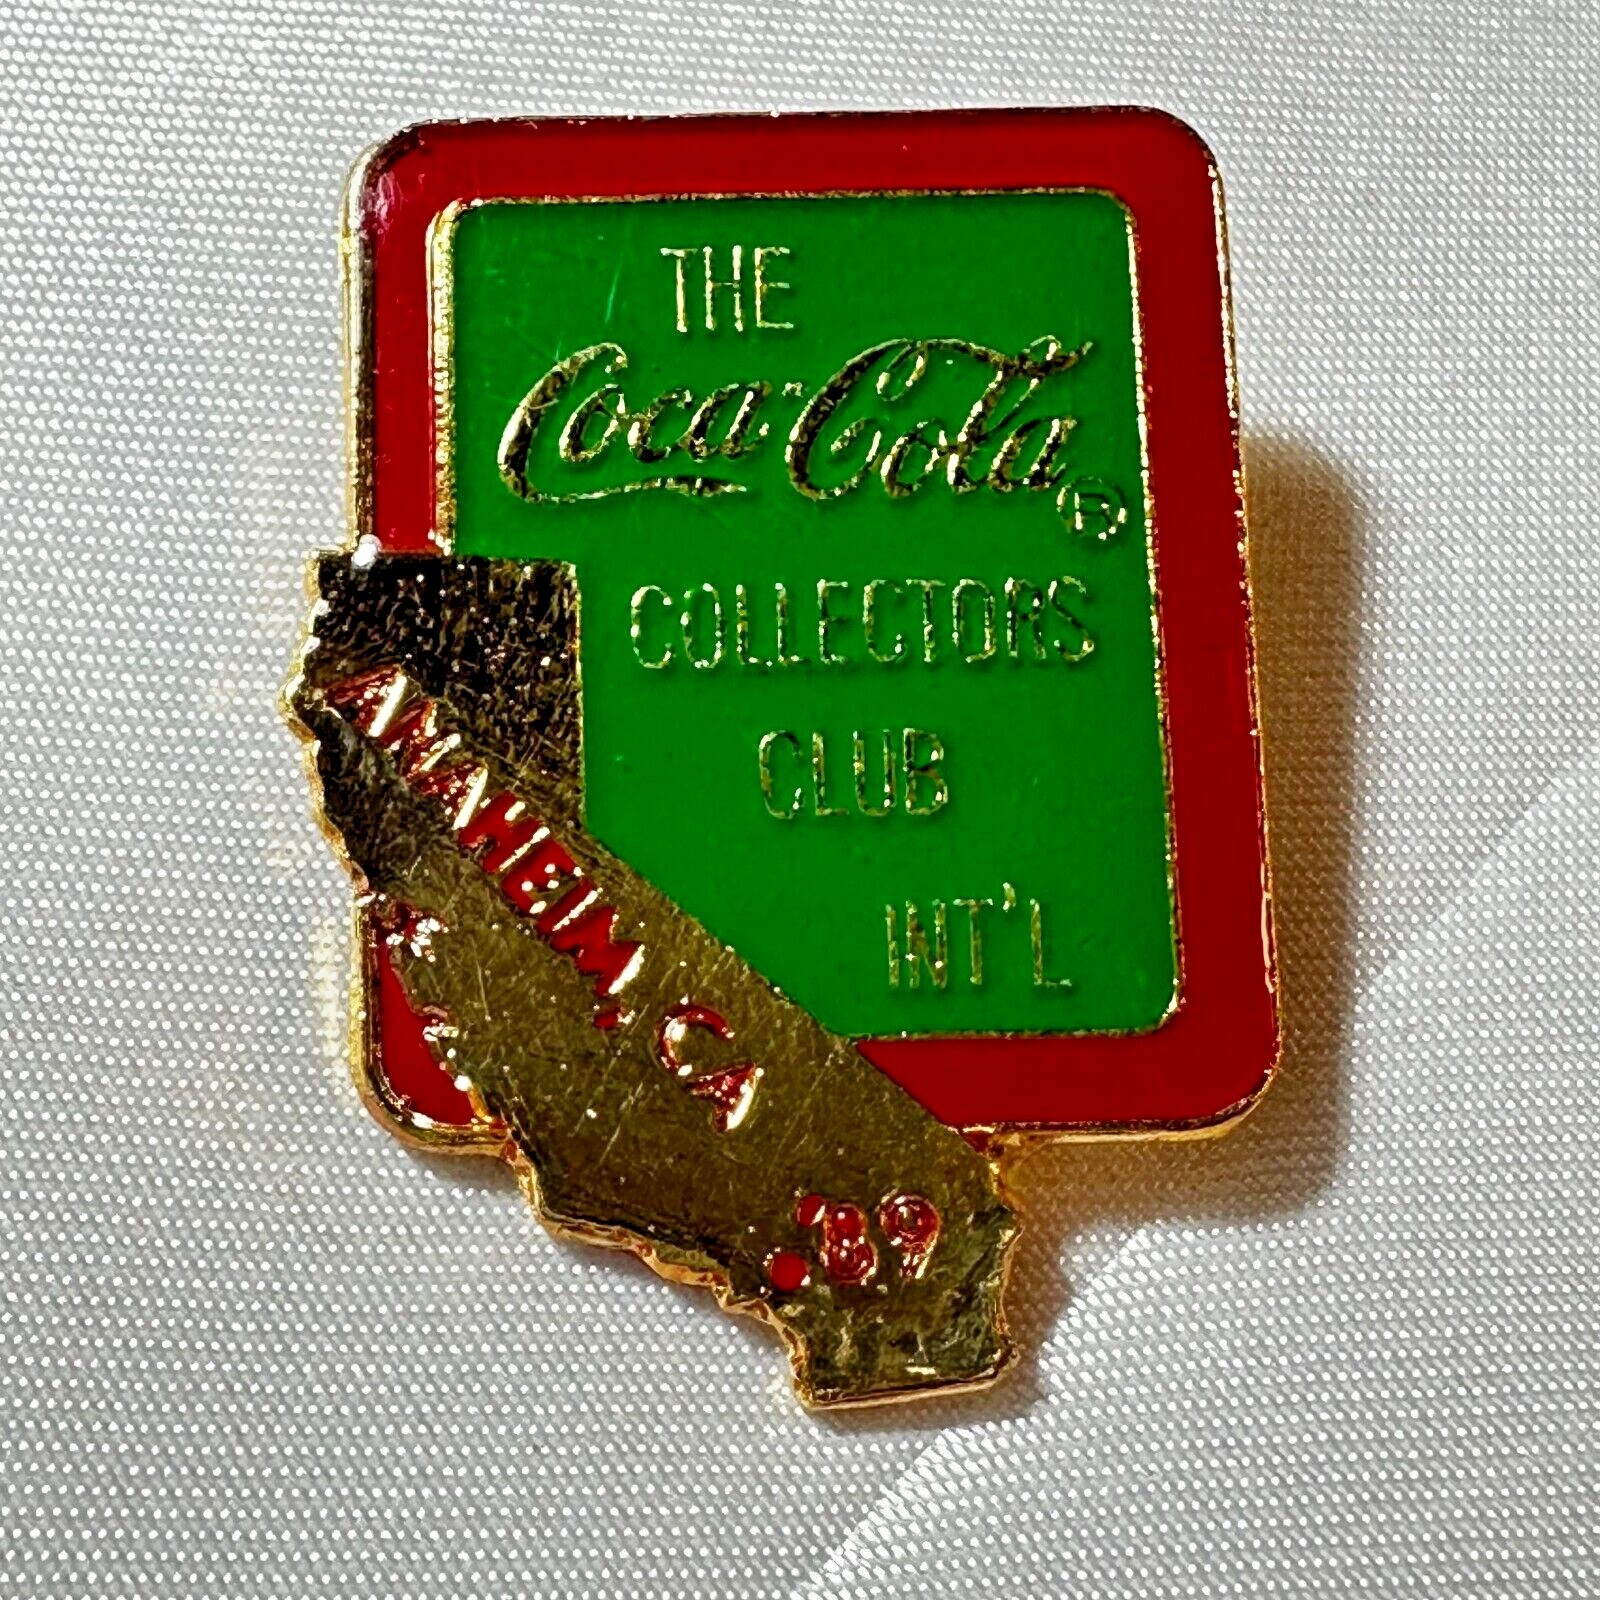 THE
Coca-Cola®
COLLECTORS
CLUB
INT'L
ANAHEIM, CA
'89